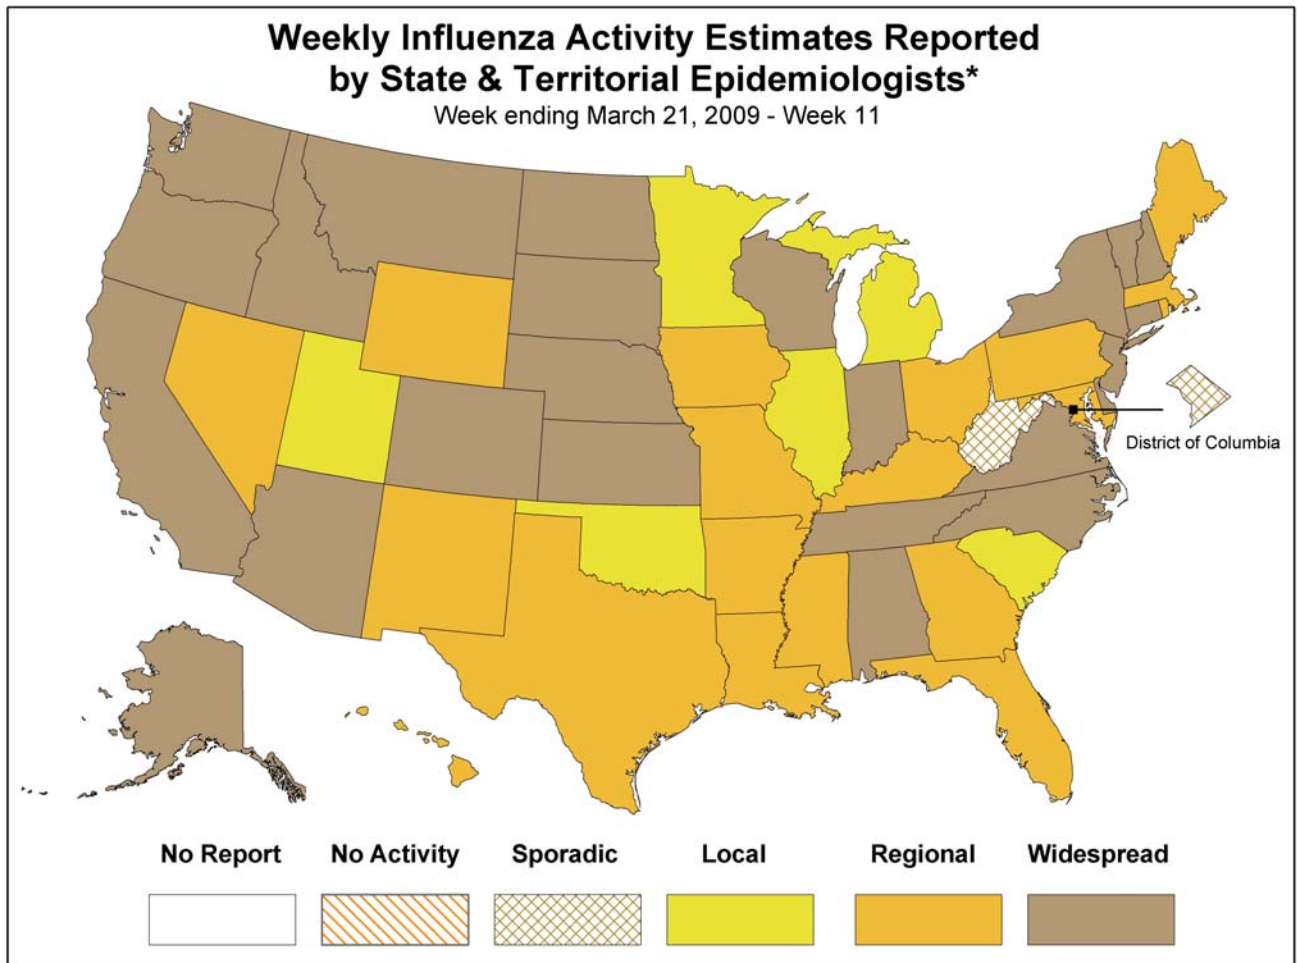 Weekly Influenza Activity Estimates Reported
by State & Territorial Epidemiologists*
Week ending March 21, 2009 - Week 11
District of Columbia
No Report No Activity Sporadic Local Regional Widespread